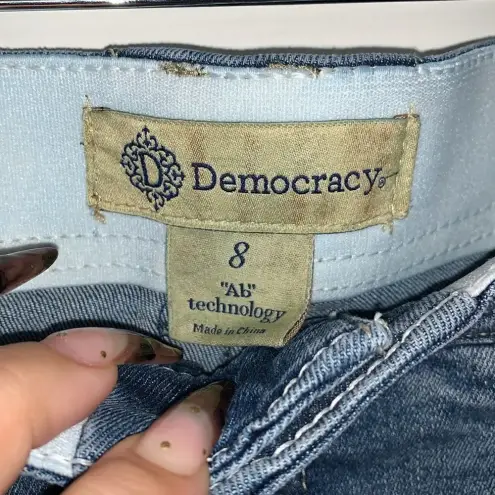 D Democracy®
8
"Ab"
technology
Made in China